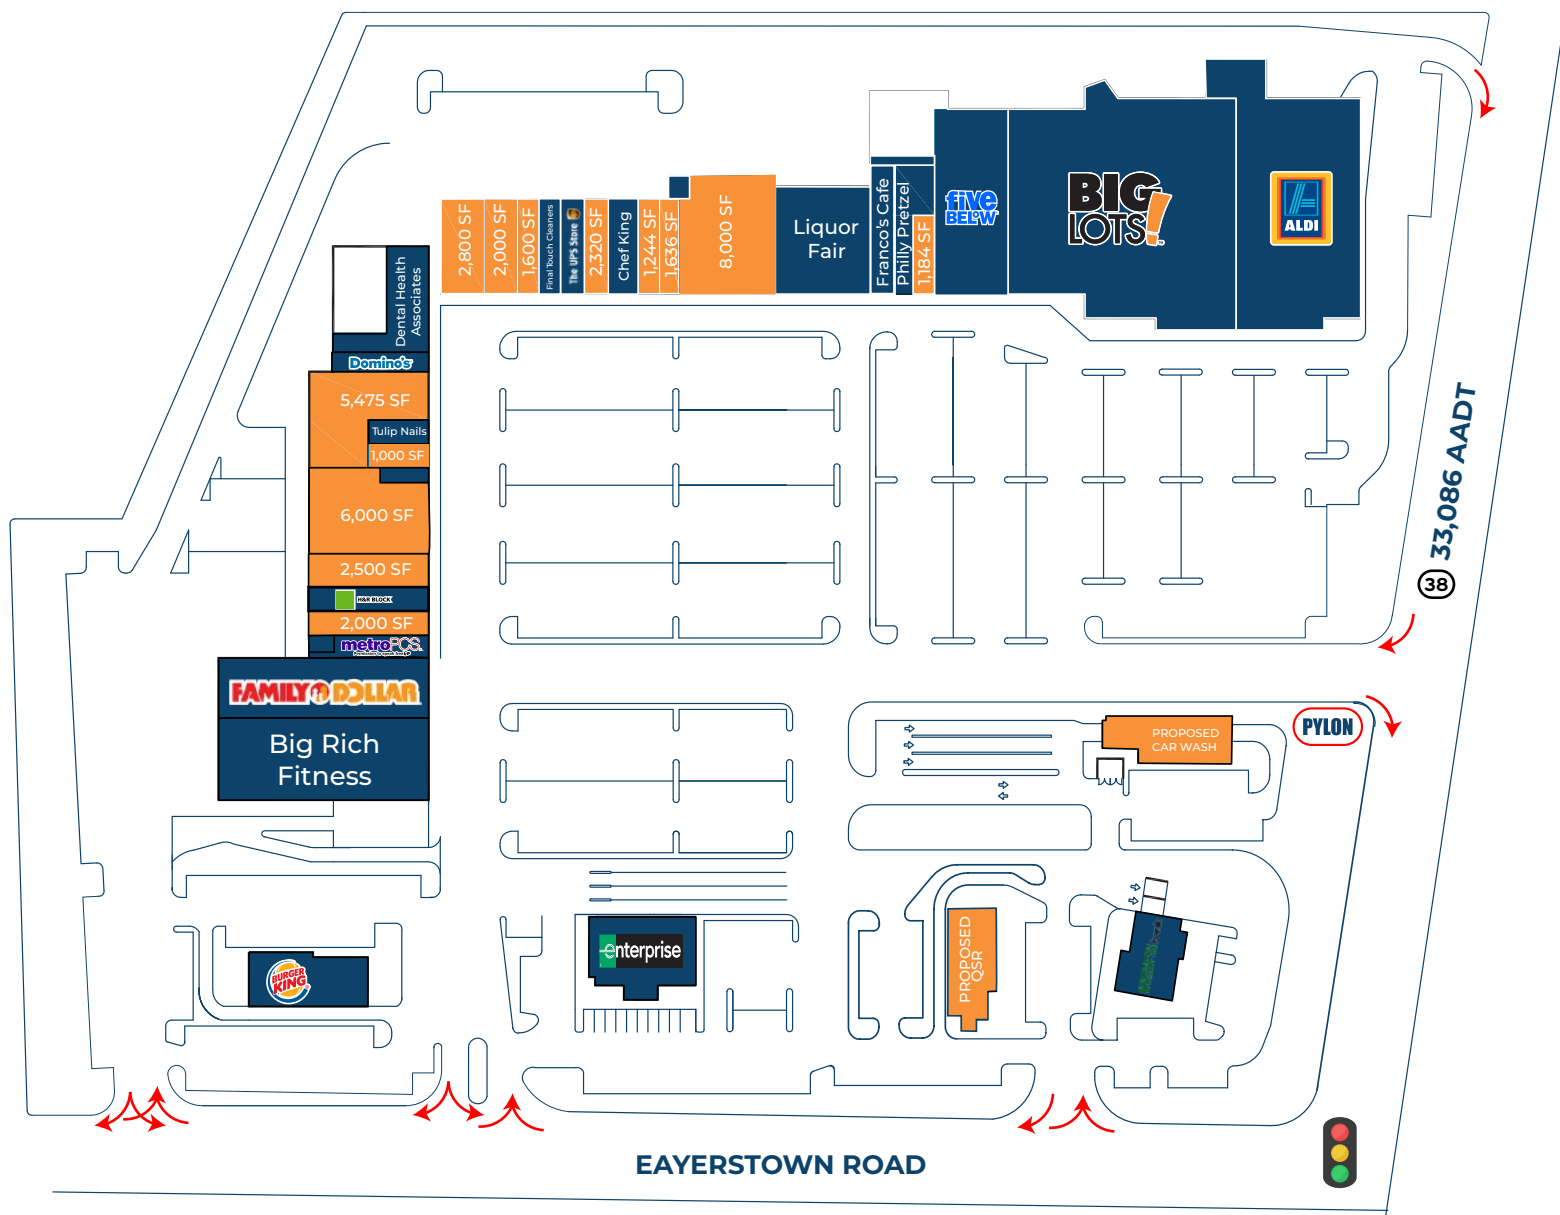 2,800 SF
2,000 SF
1,600 SF
Final Touch Cleaners
The UPS Store
2,320 SF
Chef King
1,244 SF
1,636 SF
8,000 SF
Liquor
Fair
Franco's Cafe
Philly Pretzel
1,184 SF
five
BEL°W
BIG
LOTS!
ALDI
Dental Health
Associates
Domino's
5,475 SF
Tulip Nails
1,000 SF
6,000 SF
2,500 SF
H&R BLOCK
2,000 SF
metroPCS.
FAMILY DOLLAR
Big Rich
Fitness
33,086 AADT
38
PYLON
PROPOSED
CAR WASH
PROPOSED
QSR
enterprise
BURGER
KING
EAYERSTOWN ROAD